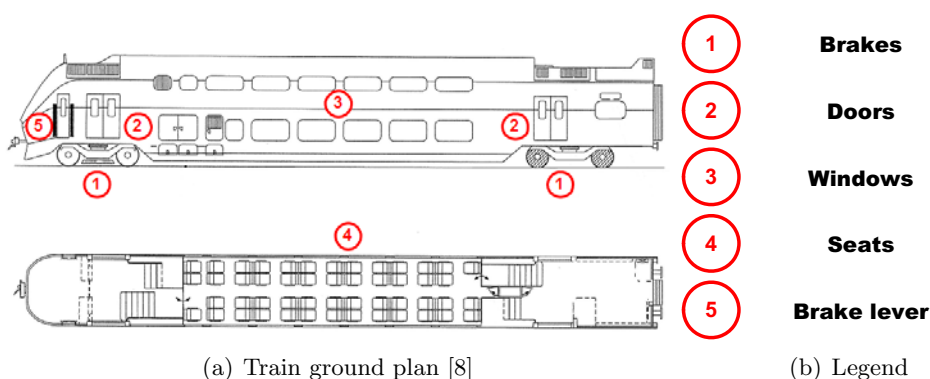 1 Brakes
3
5 2 2 2 Doors
1 1
3 Windows
4 4 Seats
5 Brake lever
(a) Train ground plan [8] (b) Legend